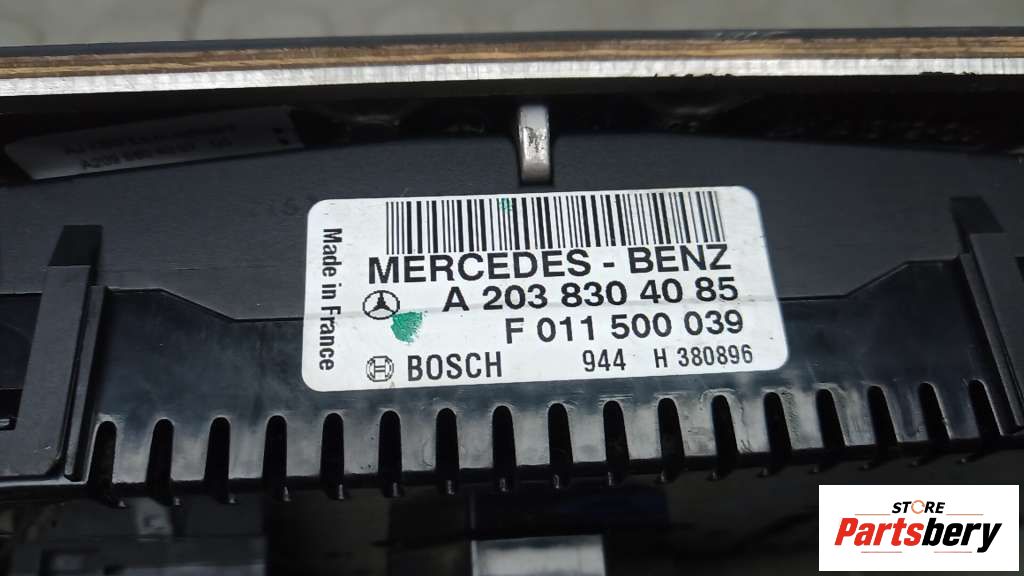 Made in France
MERCEDES - BENZ
A 203 830 40 85
F 011 500 039
BOSCH 944 H 380896
STORE
Partsbery